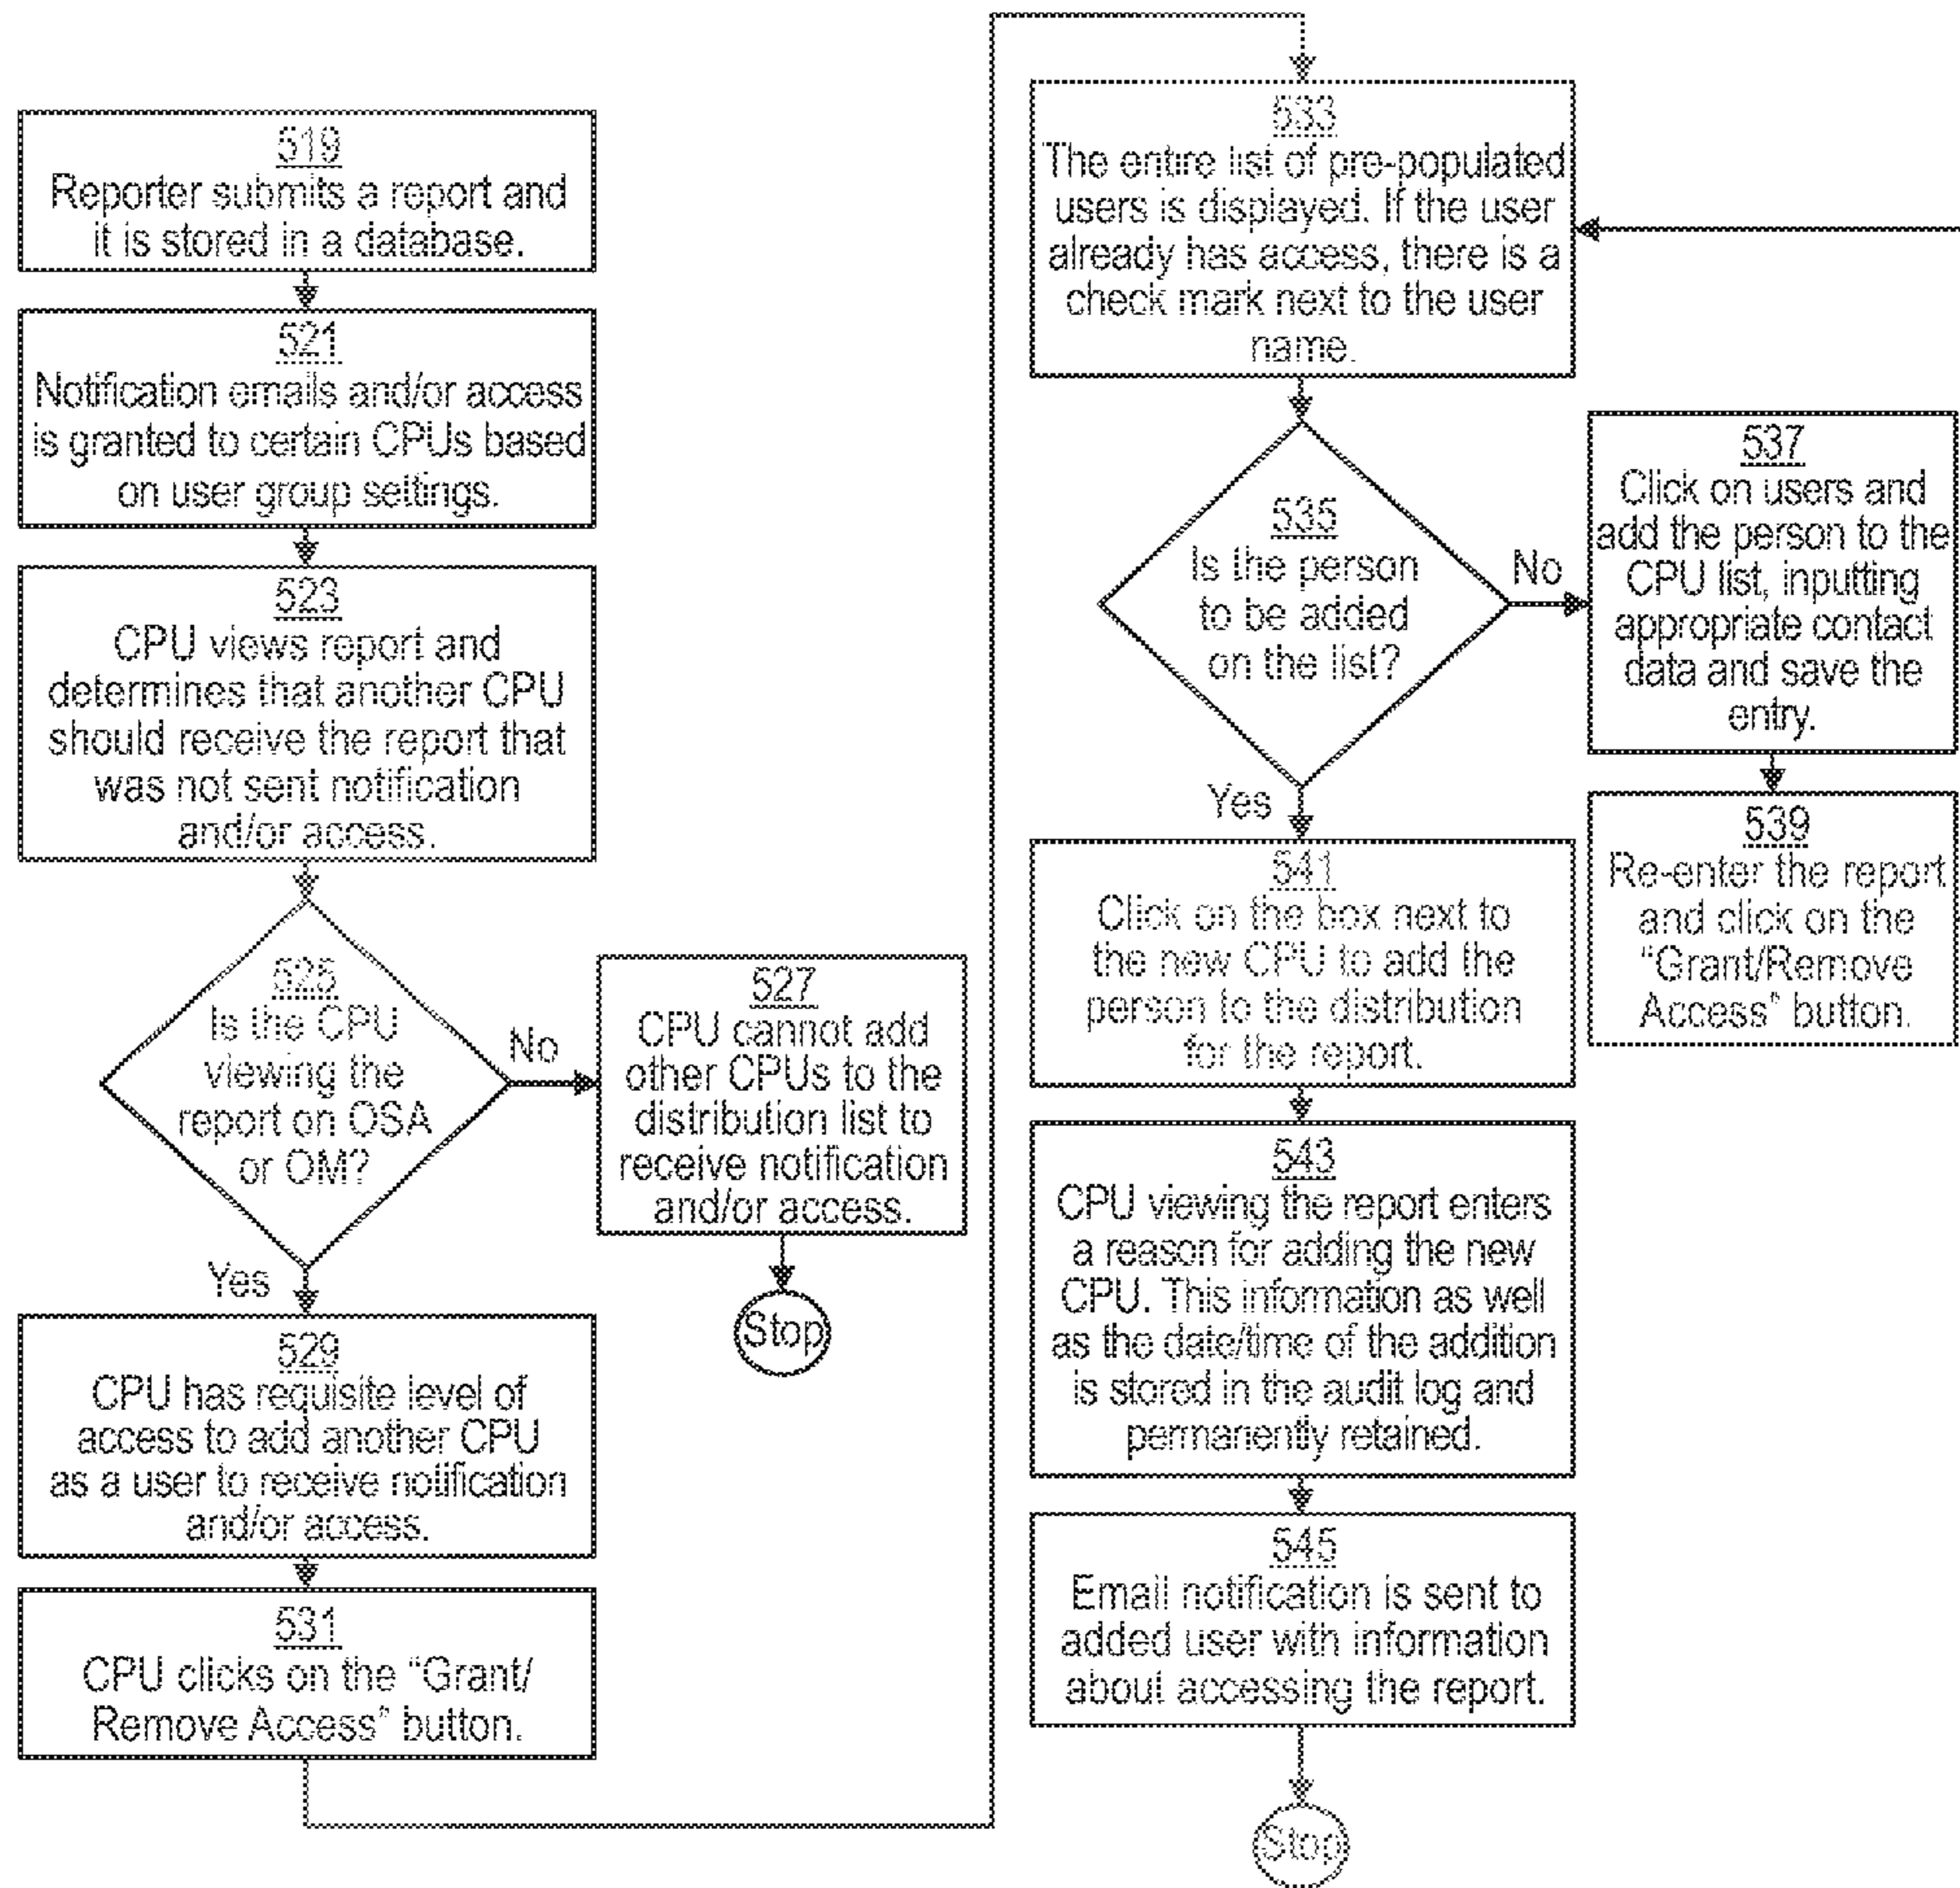 519
Reporter submits a report and
it is stored in a database.
521
Notification emails and/or access
is granted to certain CPUs based
on user group settings.
523
CPU views report and
determines that another CPU
should receive the report that
was not sent notification
and/or access.
525
Is the CPU
viewing the
report on OSA
or OM?
No
527
CPU cannot add
other CPUs to the
distribution list to
receive notification
and/or access.
Stop
Yes
529
CPU has requisite level of
access to add another CPU
as a user to receive notification
and/or access.
531
CPU clicks on the “Grant/
Remove Access” button.
533
The entire list of pre-populated
users is displayed. If the user
already has access, there is a
check mark next to the user
name.
535
Is the person
to be added
on the list?
No
537
Click on users and
add the person to the
CPU list, inputting
appropriate contact
data and save the
entry.
539
Re-enter the report
and click on the
“Grant/Remove
Access” button.
Yes
541
Click on the box next to
the new CPU to add the
person to the distribution
for the report.
543
CPU viewing the report enters
a reason for adding the new
CPU. This information as well
as the date/time of the addition
is stored in the audit log and
permanently retained.
545
Email notification is sent to
added user with information
about accessing the report.
Stop